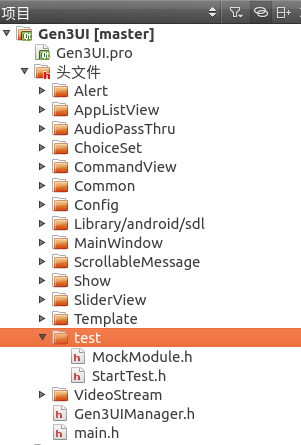 项目
Gen3UI [master]
Gen3UI.pro
头文件
Alert
AppListView
AudioPassThru
ChoiceSet
CommandView
Common
Config
Library/android/sdl
MainWindow
ScrollableMessage
Show
SliderView
Template
test
MockModule.h
StartTest.h
VideoStream
Gen3UIManager.h
main.h